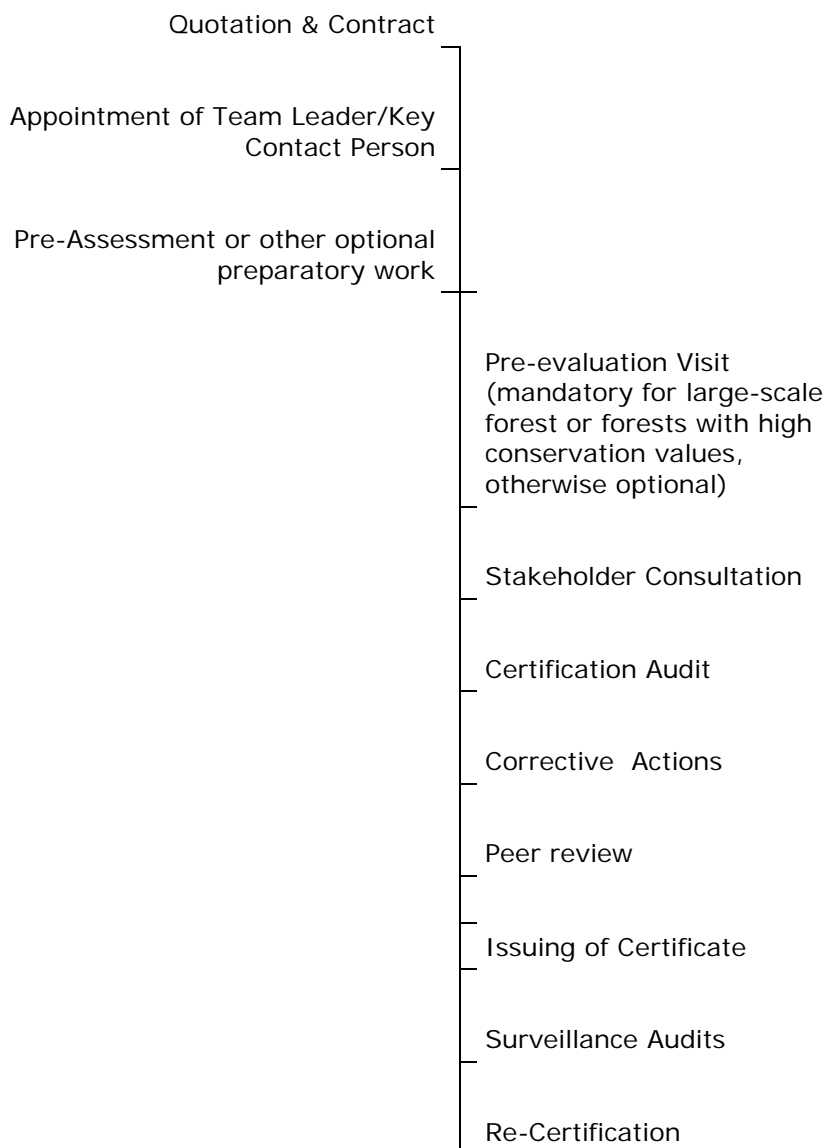 Quotation & Contract
Appointment of Team Leader/Key
Contact Person
Pre-Assessment or other optional
preparatory work
Pre-evaluation Visit
(mandatory for large-scale
forest or forests with high
conservation values,
otherwise optional)
Stakeholder Consultation
Certification Audit
Corrective  Actions
Peer review
Issuing of Certificate
Surveillance Audits
Re-Certification